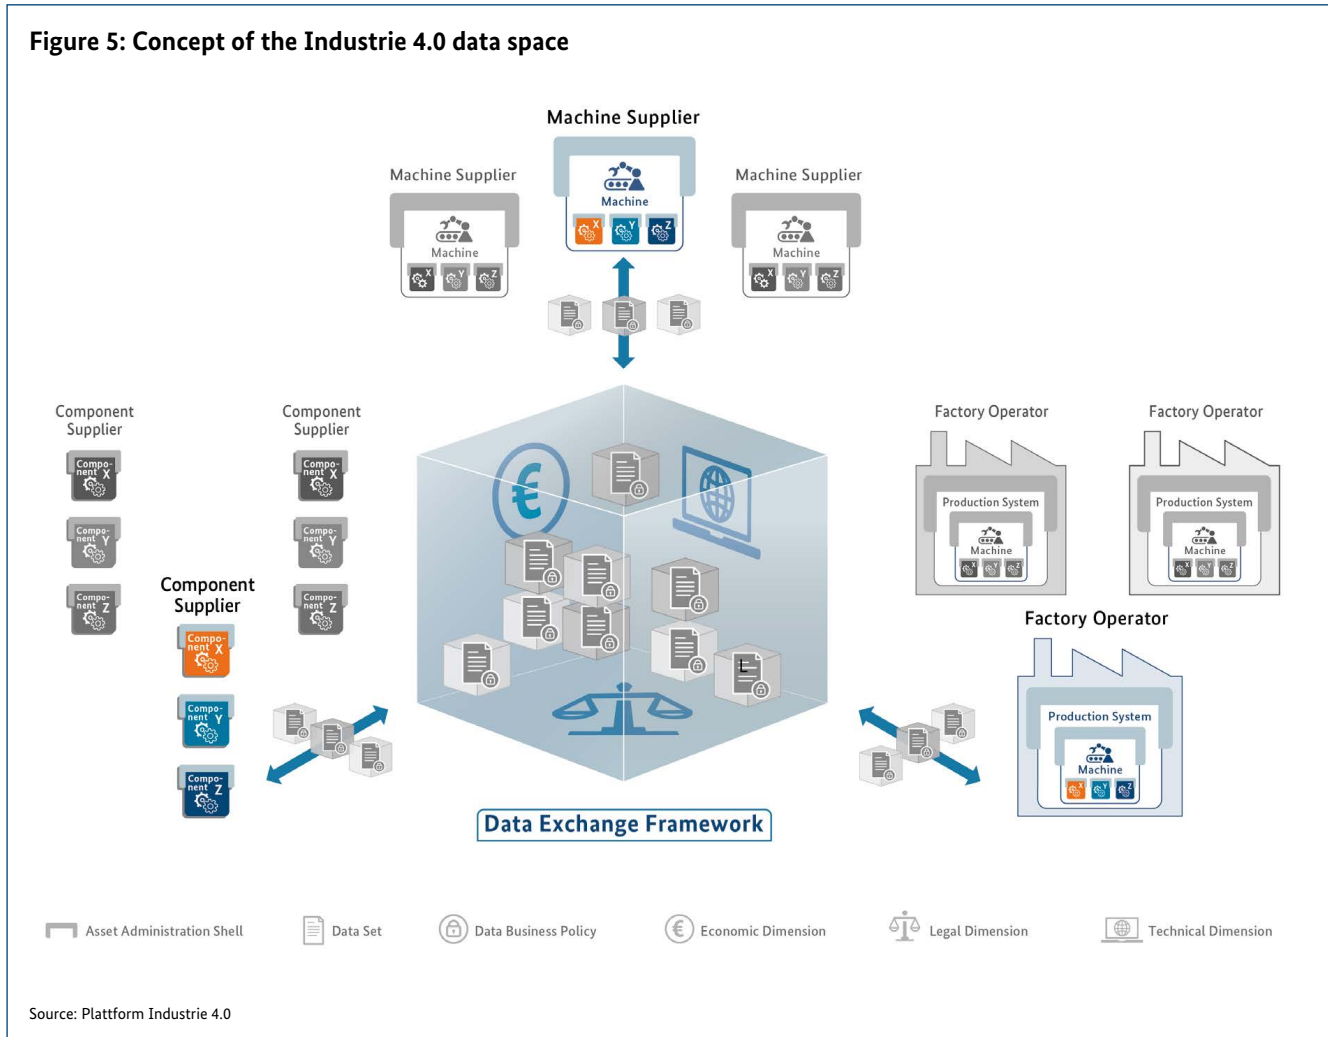 Figure 5: Concept of the Industrie 4.0 data space
Machine Supplier
Machine Supplier
Machine Supplier
Machine
X
Y
Z
Machine
X
Y
Z
Machine
X
Y
Z
Component
Supplier
Compo-
nent X
Compo-
nent Y
Compo-
nent Z
Component
Supplier
Compo-
nent X
Compo-
nent Y
Compo-
nent Z
Component
Supplier
Compo-
nent X
Compo-
nent Y
Compo-
nent Z
€
L
Factory Operator
Production System
Machine
X
Y
Z
Factory Operator
Production System
Machine
X
Y
Z
Factory Operator
Production System
Machine
X
Y
Z
Data Exchange Framework
Asset Administration Shell
Data Set
Data Business Policy
€ Economic Dimension
Legal Dimension
Technical Dimension
Source: Plattform Industrie 4.0